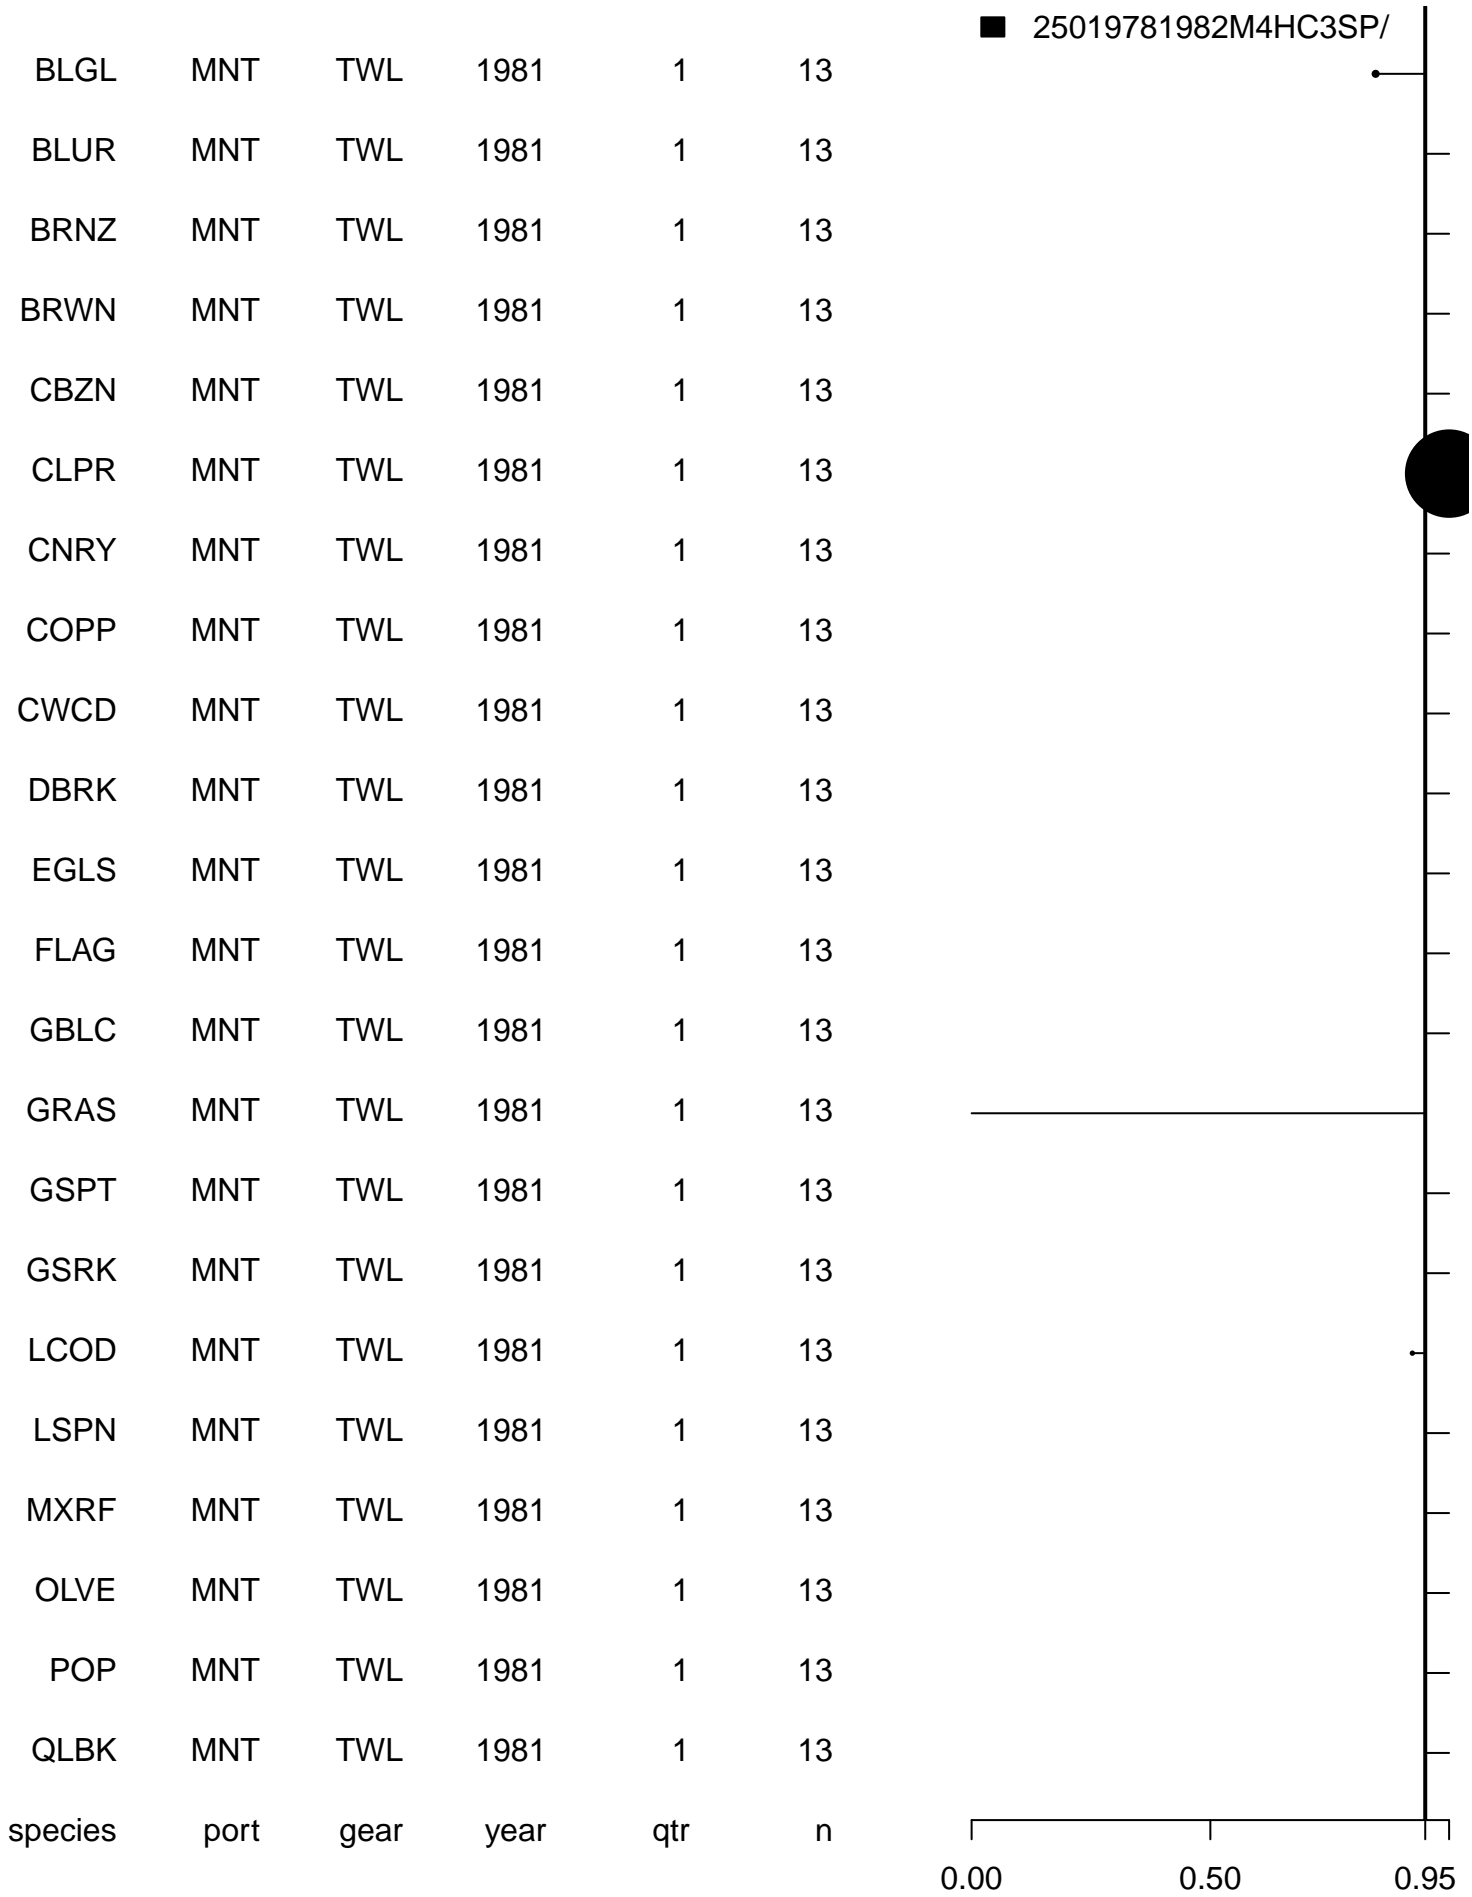 25019781982M4HC3SP/
BLGL MNT TWL 1981 1 13
BLUR MNT TWL 1981 1 13
BRNZ MNT TWL 1981 1 13
BRWN MNT TWL 1981 1 13
CBZN MNT TWL 1981 1 13
CLPR MNT TWL 1981 1 13
CNRY MNT TWL 1981 1 13
COPP MNT TWL 1981 1 13
CWCD MNT TWL 1981 1 13
DBRK MNT TWL 1981 1 13
EGLS MNT TWL 1981 1 13
FLAG MNT TWL 1981 1 13
GBLC MNT TWL 1981 1 13
GRAS MNT TWL 1981 1 13
GSPT MNT TWL 1981 1 13
GSRK MNT TWL 1981 1 13
LCOD MNT TWL 1981 1 13
LSPN MNT TWL 1981 1 13
MXRF MNT TWL 1981 1 13
OLVE MNT TWL 1981 1 13
POP MNT TWL 1981 1 13
QLBK MNT TWL 1981 1 13
species port gear year qtr n
0.00 0.50 0.95